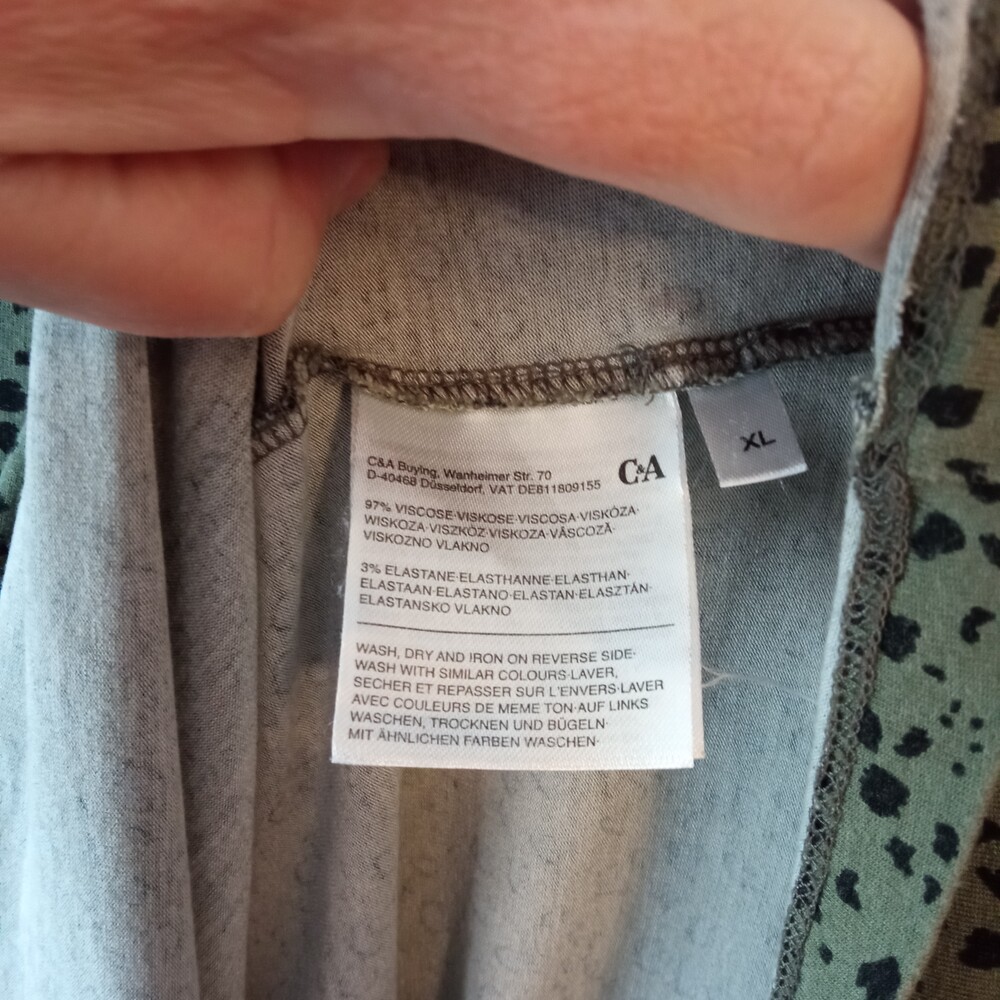 C&A Buying, Wanheimer Str. 70
D-40468 Düsseldorf, VAT DE811809155
C&A
XL
97% VISCOSE·VISKOSE·VISCOSA·VISKÓZA·
WISKOZA·VISZKÓZ·VISKOZA·VÂSCOZĂ·
VISKOZNO VLAKNO
3% ELASTANE·ELASTHANNE·ELASTHAN·
ELASTAAN·ELASTANO·ELASTAN·ELASZTÁN·
ELASTANSKO VLAKNO
WASH, DRY AND IRON ON REVERSE SIDE·
WASH WITH SIMILAR COLOURS·LAVER,
SECHER ET REPASSER SUR L'ENVERS·LAVER
AVEC COULEURS DE MEME TON·AUF LINKS
WASCHEN, TROCKNEN UND BÜGELN·
MIT ÄHNLICHEN FARBEN WASCHEN·